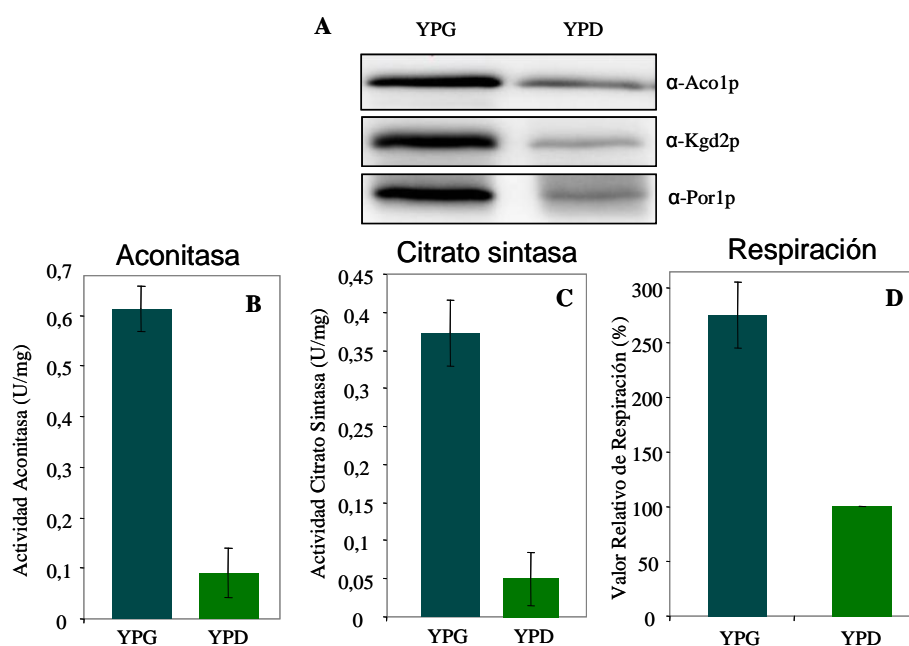 A
YPG YPD
α-Aco1p
α-Kgd2p
α-Por1p
Aconitasa
B
Actividad Aconitasa (U/mg)
0,7
0,6
0,5
0,4
0,3
0,2
0,1
0
YPG YPD
Citrato sintasa
C
Actividad Citrato Sintasa (U/mg)
0,45
0,4
0,35
0,3
0,25
0,2
0,15
0,1
0,05
0
YPG YPD
Respiración
D
Valor Relativo de Respiración (%)
300
250
200
150
100
50
0
YPG YPD